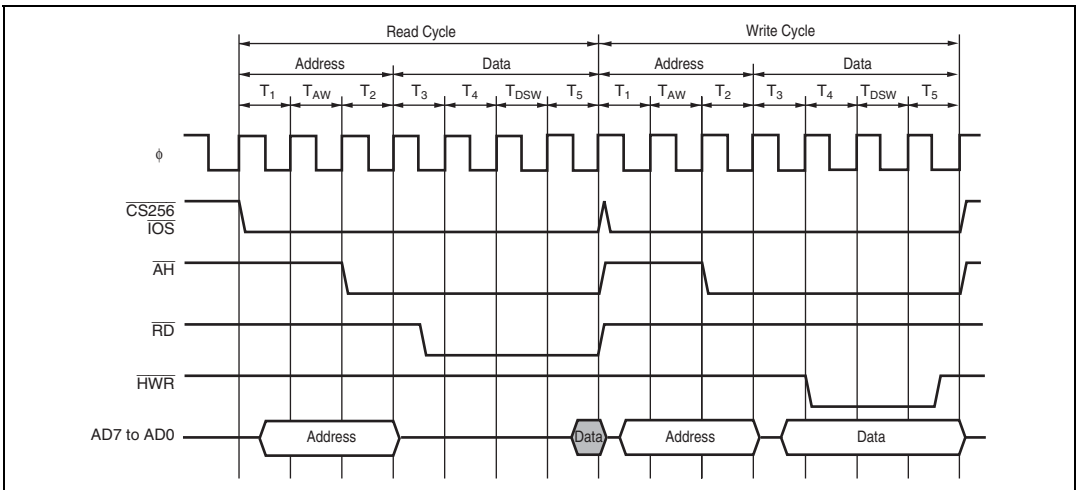 Read Cycle Write Cycle
Address Data Address Data
T1 TAW T2 T3 T4 TDSW T5 T1 TAW T2 T3 T4 TDSW T5
ϕ
CS256
IOS
AH
RD
HWR
AD7 to AD0 Address Data Address Data